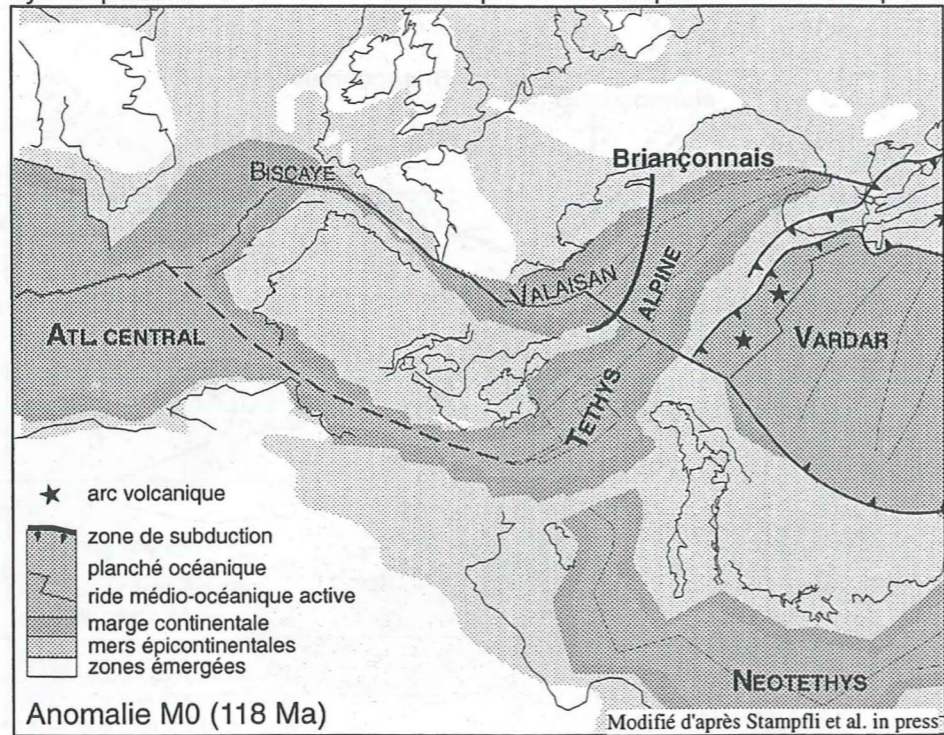 BISCAYE
Briançonnais
VALAISAN
ALPINE
TETHYS
ATL. CENTRAL
VARDAR
NEOTETHYS
arc volcanique
zone de subduction
planché océanique
ride médio-océanique active
marge continentale
mers épicontinentales
zones émergées
Anomalie M0 (118 Ma)
Modifié d'après Stampfli et al. in press